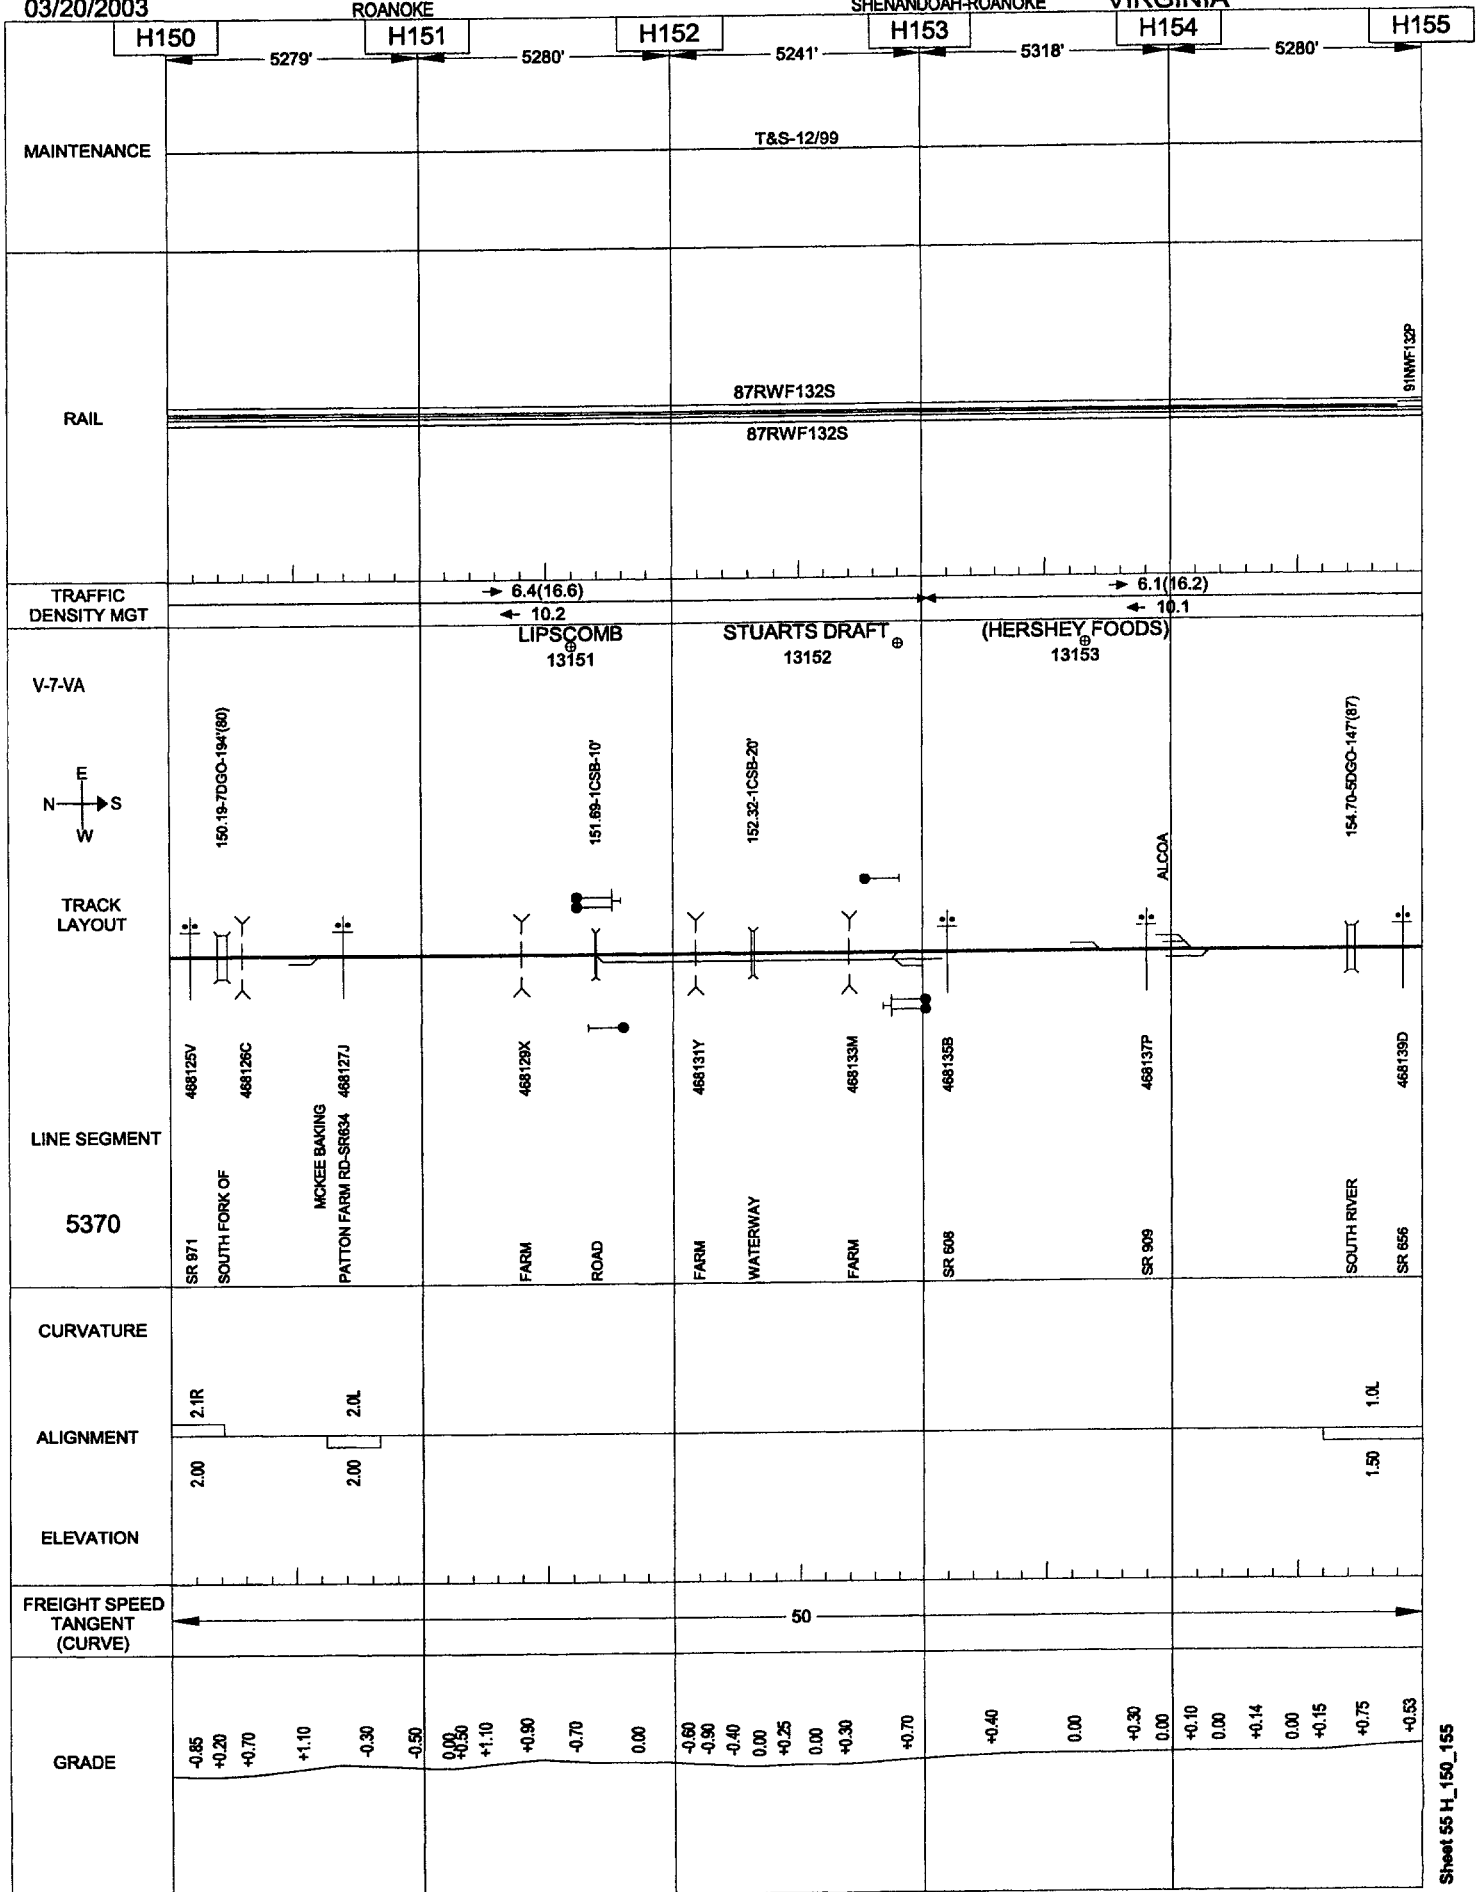 03/20/2003
ROANOKE
SHENANDOAH-ROANOKE
VIRGINIA
H150
H151
H152
H153
H154
H155
5279'
5280'
5241'
5318'
5280'
MAINTENANCE
T&S-12/99
RAIL
87RWF132S
87RWF132S
91NWF132P
TRAFFIC
DENSITY MGT
6.4(16.6)
10.2
6.1(16.2)
10.1
LIPSCOMB
13151
STUARTS DRAFT
13152
(HERSHEY FOODS)
13153
V-7-VA
E
N
S
W
150.19-7DGO-194'(80)
151.69-1CSB-10'
152.32-1CSB-20'
154.70-5DGO-147'(87)
ALCOA
TRACK
LAYOUT
468125V
468126C
468127J
468129X
468131Y
468133M
468135B
468137P
468139D
LINE SEGMENT
5370
SR 971
SOUTH FORK OF
MCKEE BAKING
PATTON FARM RD-SR634
FARM
ROAD
FARM
WATERWAY
FARM
SR 608
SR 909
SOUTH RIVER
SR 656
CURVATURE
2.1R
2.0L
1.0L
ALIGNMENT
2.00
2.00
1.50
ELEVATION
FREIGHT SPEED
TANGENT
(CURVE)
50
GRADE
-0.85
+0.20
+0.70
+1.10
-0.30
-0.50
0.00
+0.50
+1.10
+0.90
-0.70
0.00
-0.60
-0.90
-0.40
0.00
+0.25
0.00
+0.30
+0.70
+0.40
0.00
+0.30
0.00
+0.10
0.00
+0.14
0.00
+0.15
+0.75
+0.53
Sheet 55 H_150_155